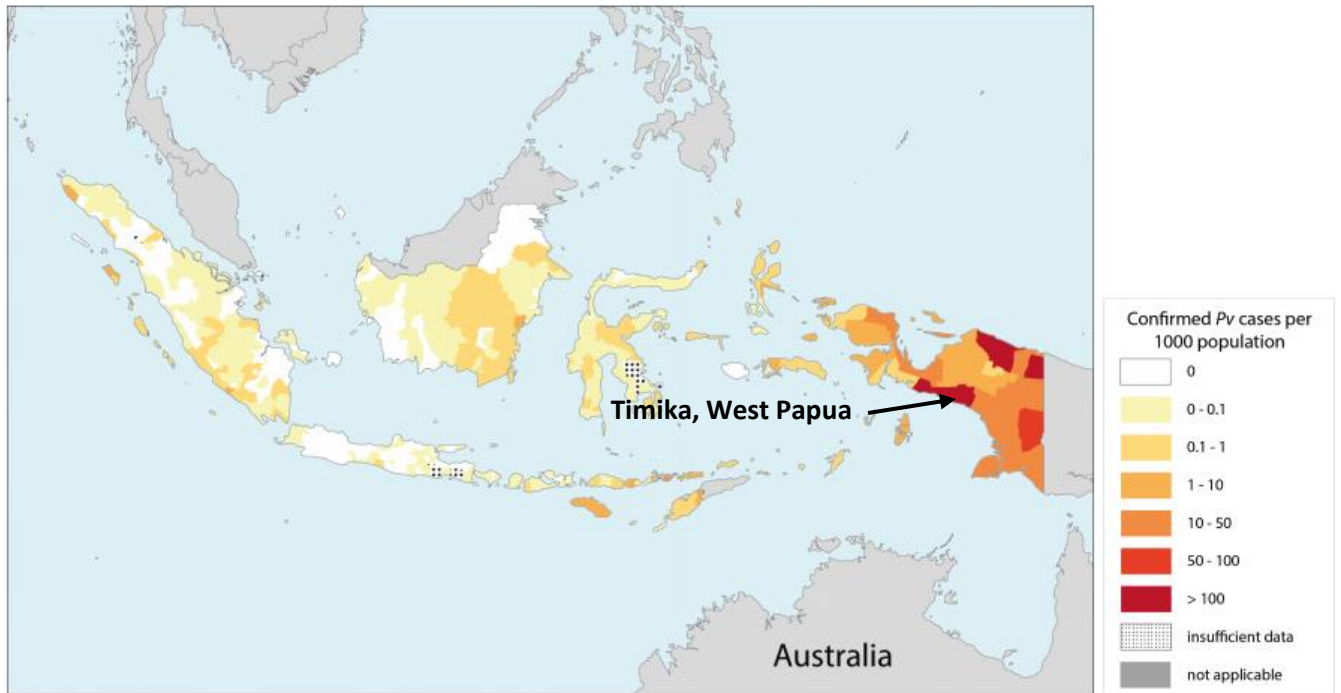 Timika, West Papua
Australia
Confirmed Pv cases per
1000 population
0
0 - 0.1
0.1 - 1
1 - 10
10 - 50
50 - 100
> 100
insufficient data
not applicable